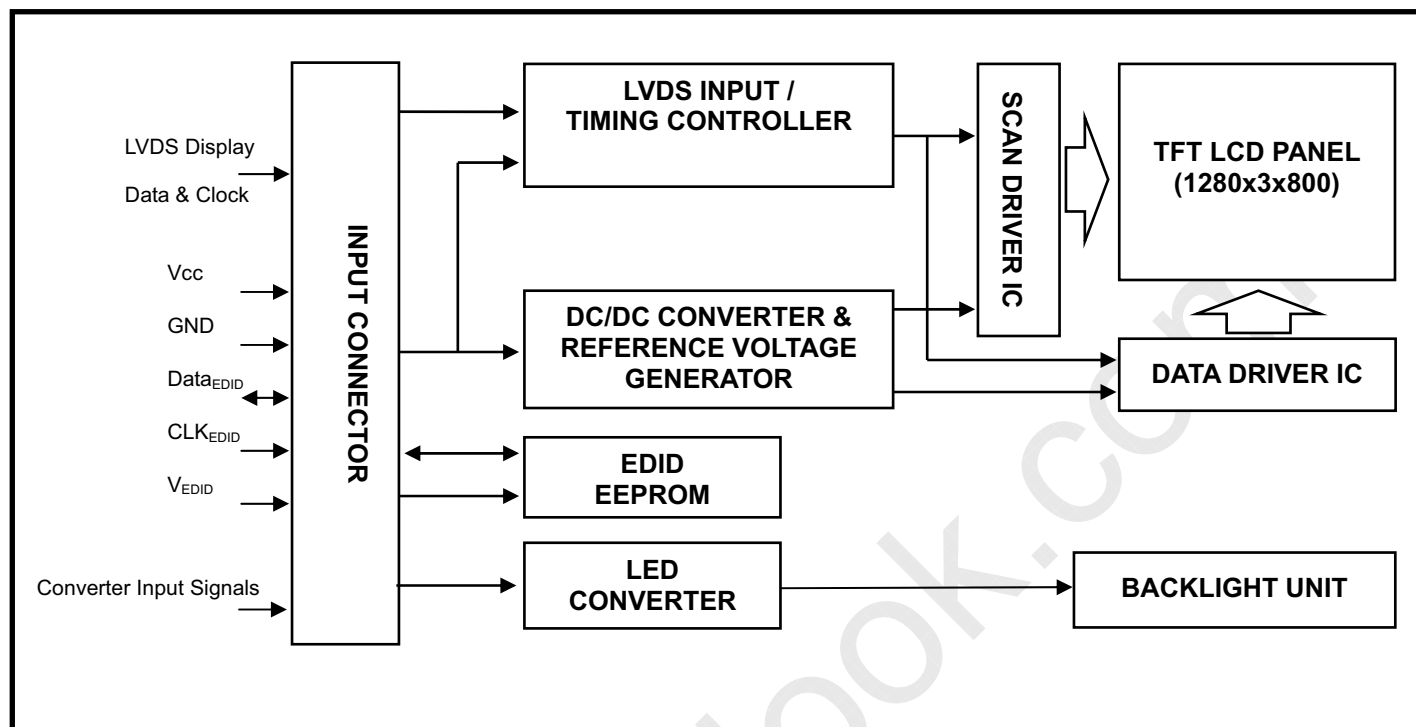 LVDS Display
Data & Clock
Vcc
GND
DataEDID
CLKEDID
VEDID
Converter Input Signals
INPUT CONNECTOR
LVDS INPUT /
TIMING CONTROLLER
DC/DC CONVERTER &
REFERENCE VOLTAGE
GENERATOR
EDID
EEPROM
LED
CONVERTER
SCAN DRIVER IC
TFT LCD PANEL
(1280x3x800)
DATA DRIVER IC
BACKLIGHT UNIT
look.com